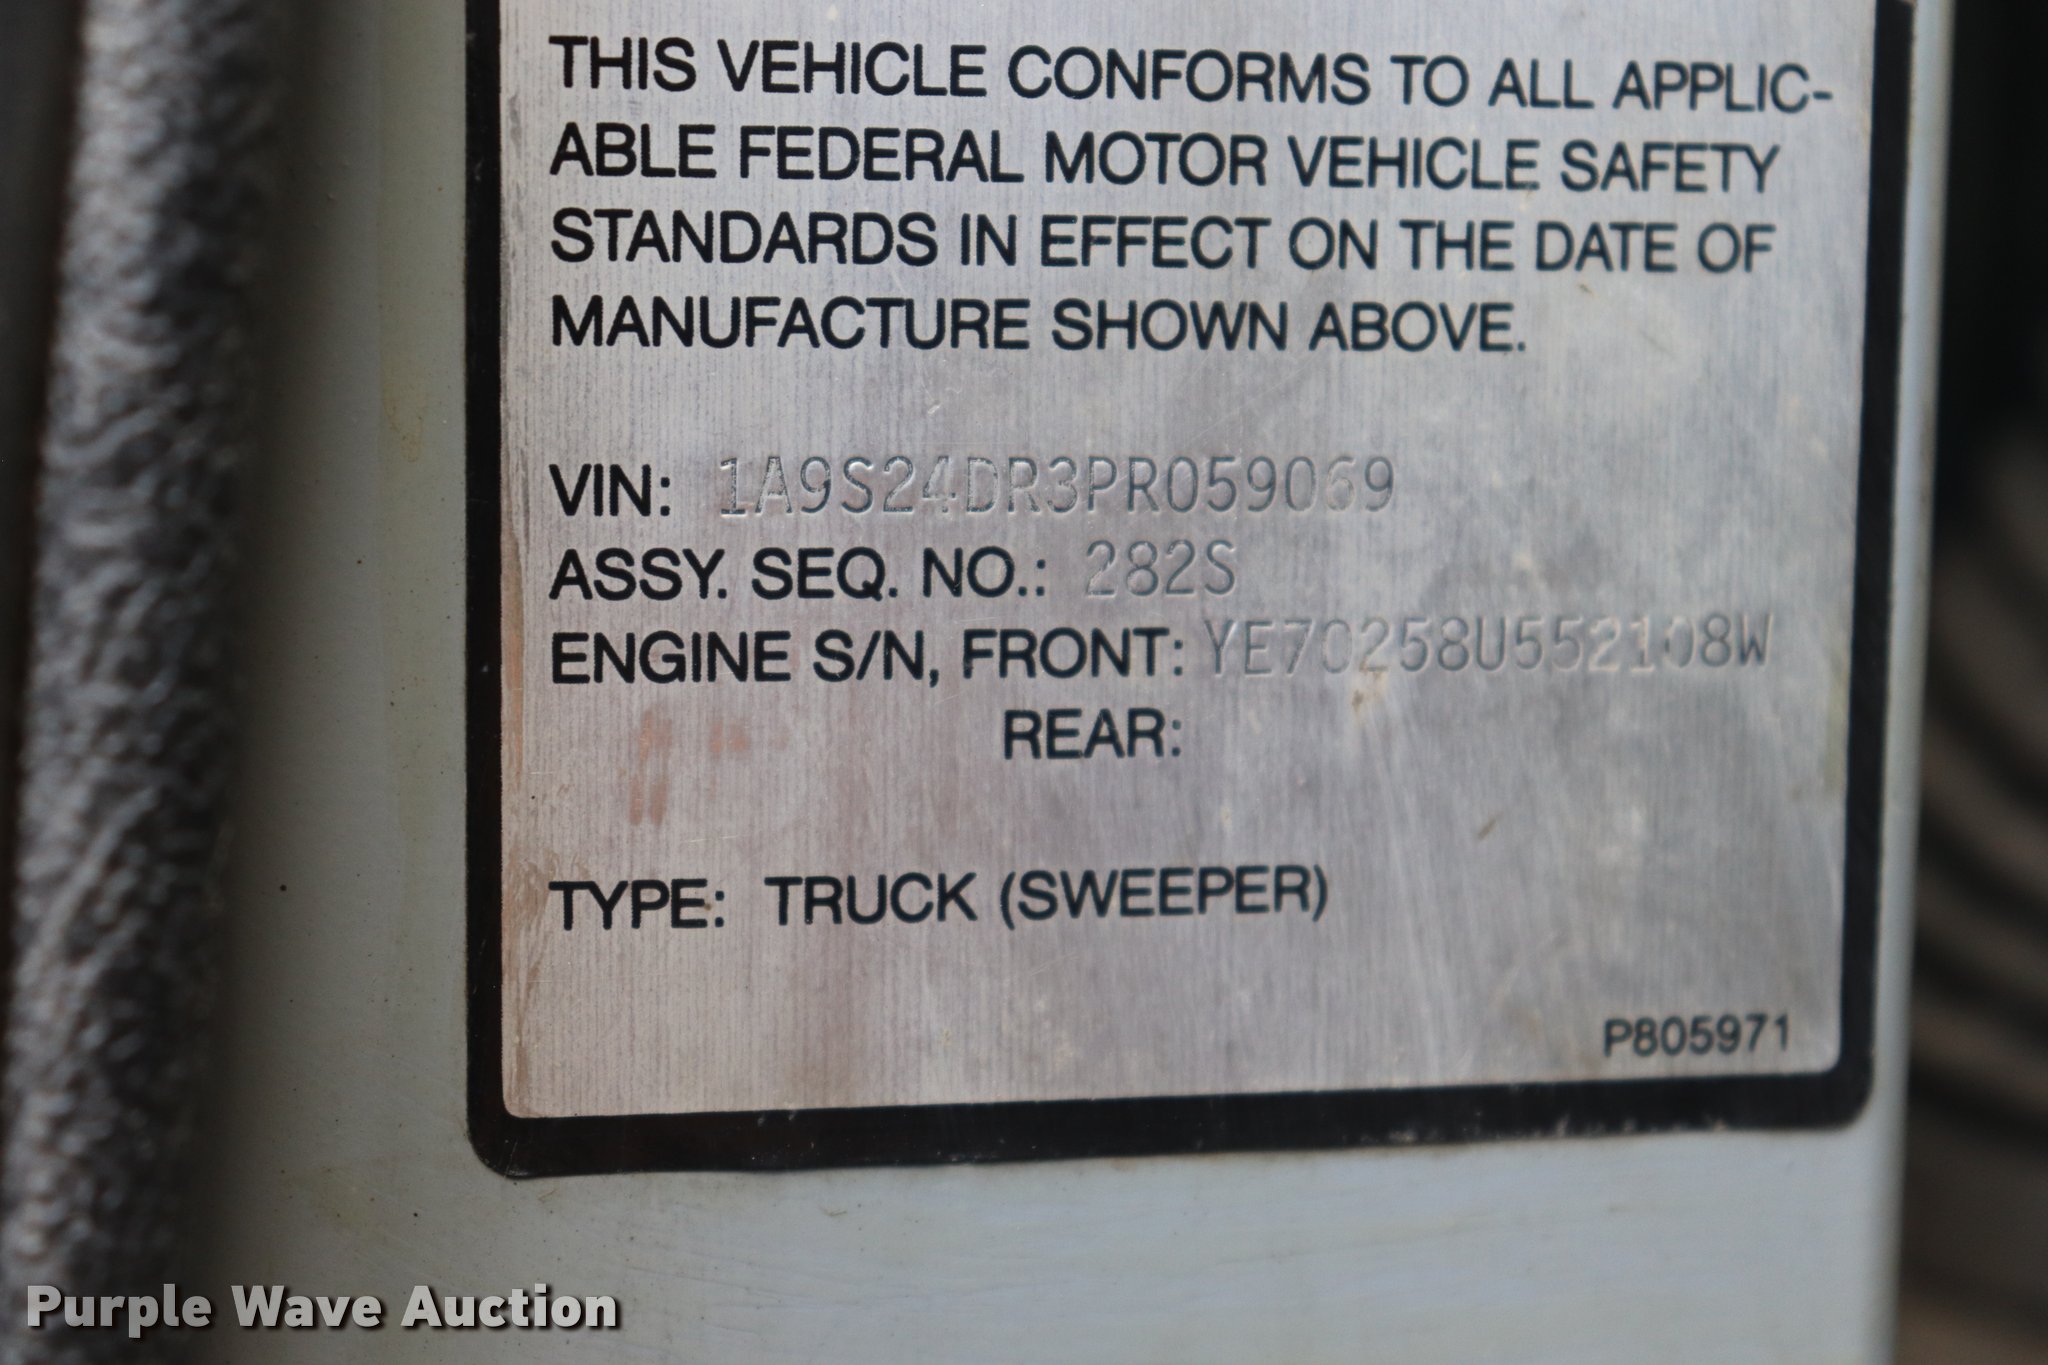 THIS VEHICLE CONFORMS TO ALL APPLIC-
ABLE FEDERAL MOTOR VEHICLE SAFETY
STANDARDS IN EFFECT ON THE DATE OF
MANUFACTURE SHOWN ABOVE.
VIN: 1A9S24DR3PR059069
ASSY. SEQ. NO.: 282S
ENGINE S/N, FRONT: YE70258U552108W
REAR:
TYPE: TRUCK (SWEEPER)
P805971
Purple Wave Auction